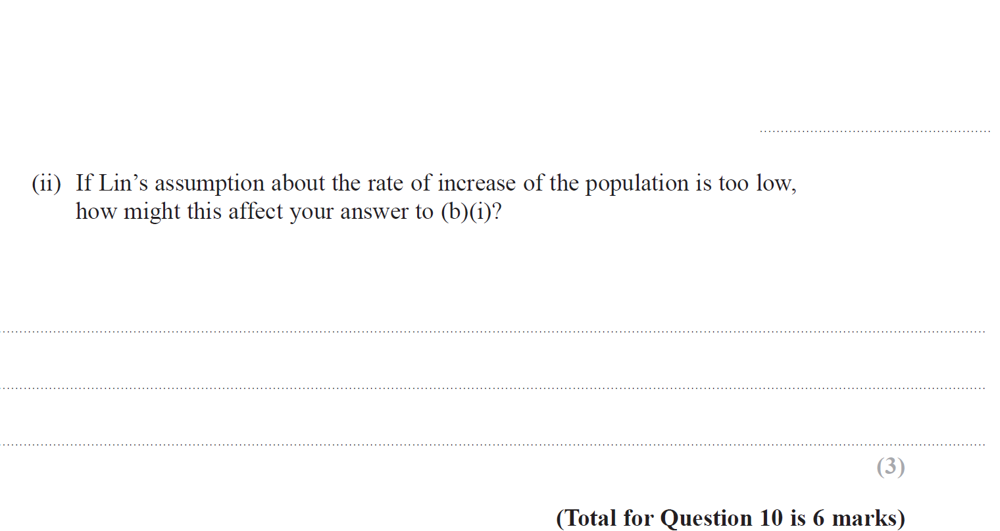 (ii) If Lin’s assumption about the rate of increase of the population is too low,
how might this affect your answer to (b)(i)?
(3)
(Total for Question 10 is 6 marks)